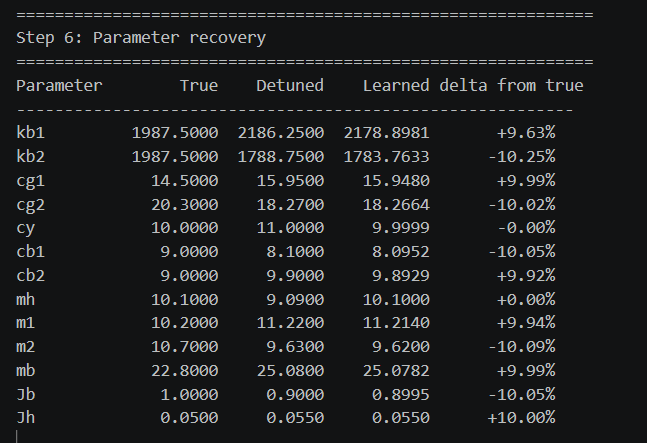 ============================================================
Step 6: Parameter recovery
============================================================
Parameter        True    Detuned    Learned delta from true
----------------------------------------------------------
kb1         1987.5000  2186.2500  2178.8981       +9.63%
kb2         1987.5000  1788.7500  1783.7633      -10.25%
cg1           14.5000    15.9500    15.9480       +9.99%
cg2           20.3000    18.2700    18.2664      -10.02%
cy            10.0000    11.0000     9.9999       -0.00%
cb1            9.0000     8.1000     8.0952      -10.05%
cb2            9.0000     9.9000     9.8929       +9.92%
mh            10.1000     9.0900    10.1000       +0.00%
m1            10.2000    11.2200    11.2140       +9.94%
m2            10.7000     9.6300     9.6200      -10.09%
mb            22.8000    25.0800    25.0782       +9.99%
Jb             1.0000     0.9000     0.8995      -10.05%
Jh             0.0500     0.0550     0.0550      +10.00%